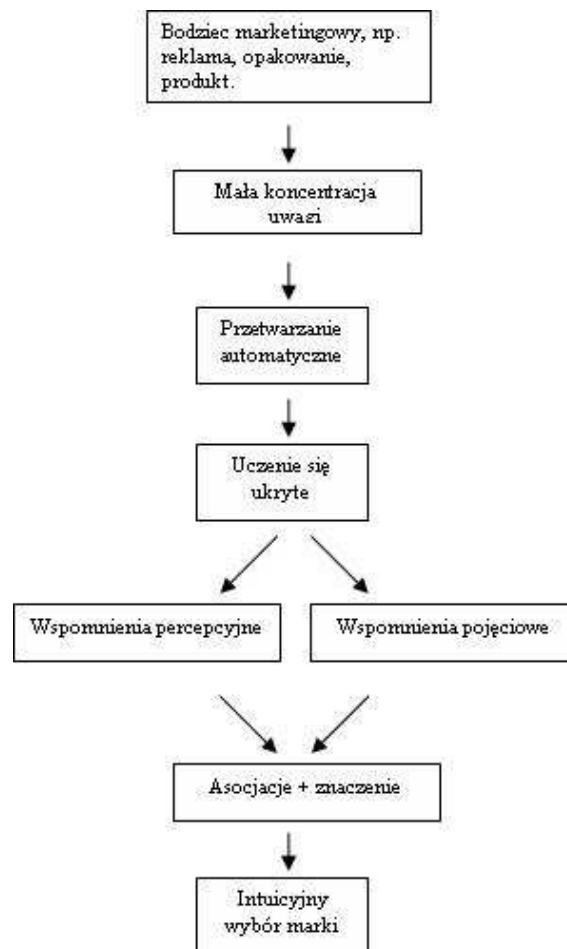 Bodziec marketingowy, np.
reklama, opakowanie,
produkt.
Mała koncentracja
uwagi
Przetwarzanie
automatyczne
Uczenie się
ukryte
Wspomnienia percepcyjne
Wspomnienia pojęciowe
Asocjacje + znaczenie
Intuicyjny
wybór marki